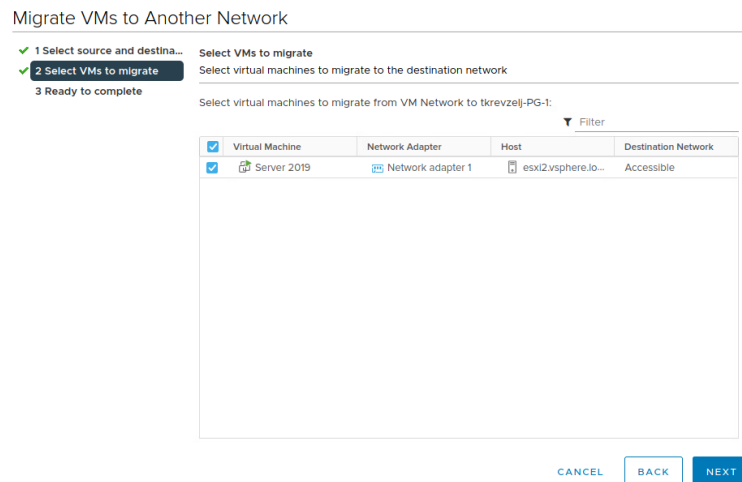 Migrate VMs to Another Network
1 Select source and destina...
2 Select VMs to migrate
3 Ready to complete
Select VMs to migrate
Select virtual machines to migrate to the destination network
Select virtual machines to migrate from VM Network to tkrevzelj-PG-1:
Filter
Virtual Machine Network Adapter Host Destination Network
Server 2019 Network adapter 1 esxi2.vsphere.lo... Accessible
CANCEL BACK NEXT